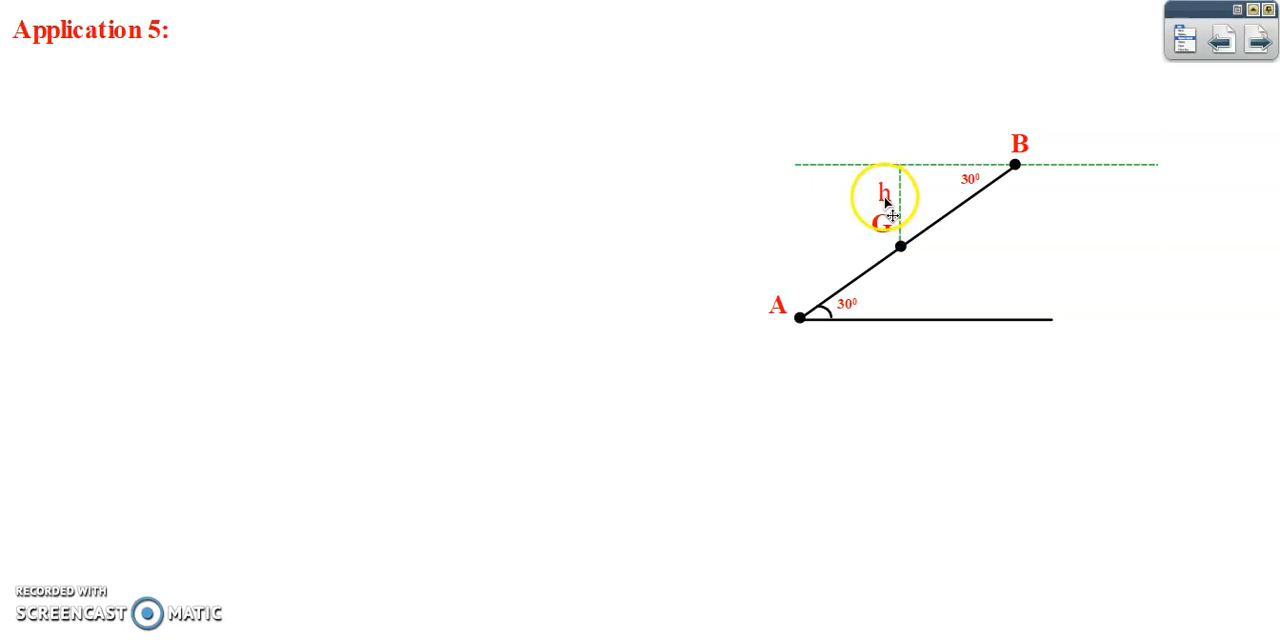 Application 5:
B
30⁰
h
G
A
30⁰
RECORDED WITH
SCREENCAST MATIC